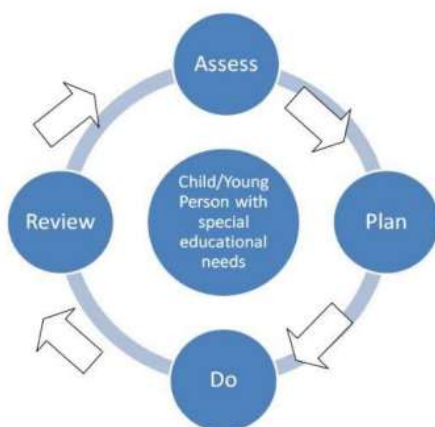 Assess
Child/Young
Person with
special
educational
needs
Review
Plan
Do